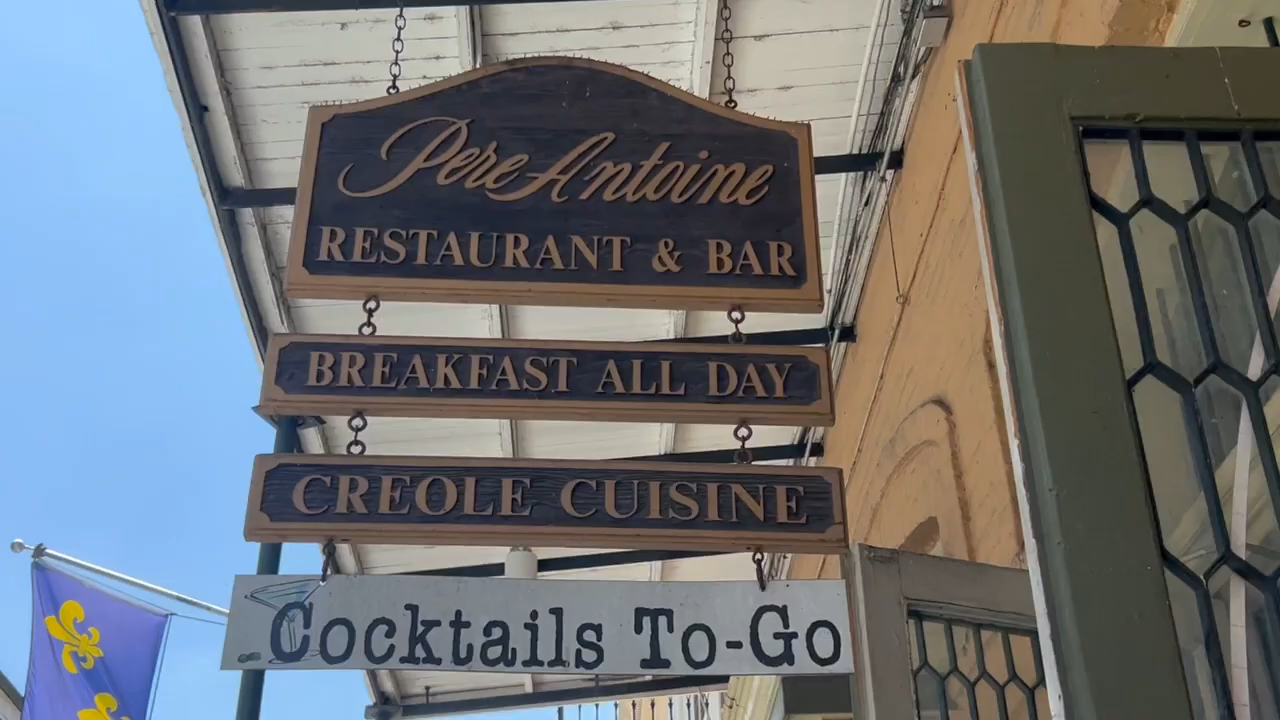 Pere Antoine
RESTAURANT & BAR
BREAKFAST ALL DAY
CREOLE CUISINE
Cocktails To-Go